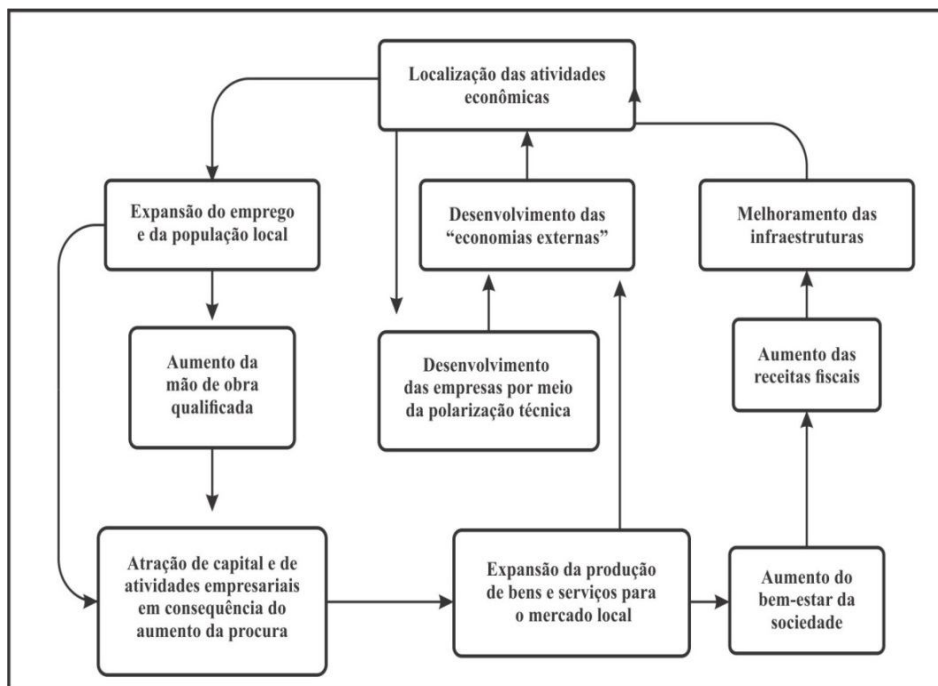 Localização das atividades
econômicas
Expansão do emprego
e da população local
Desenvolvimento das
“economias externas”
Melhoramento das
infraestruturas
Aumento da
mão de obra
qualificada
Desenvolvimento
das empresas por meio
da polarização técnica
Aumento das
receitas fiscais
Atração de capital e de
atividades empresariais
em consequência do
aumento da procura
Expansão da produção
de bens e serviços para
o mercado local
Aumento do
bem-estar da
sociedade